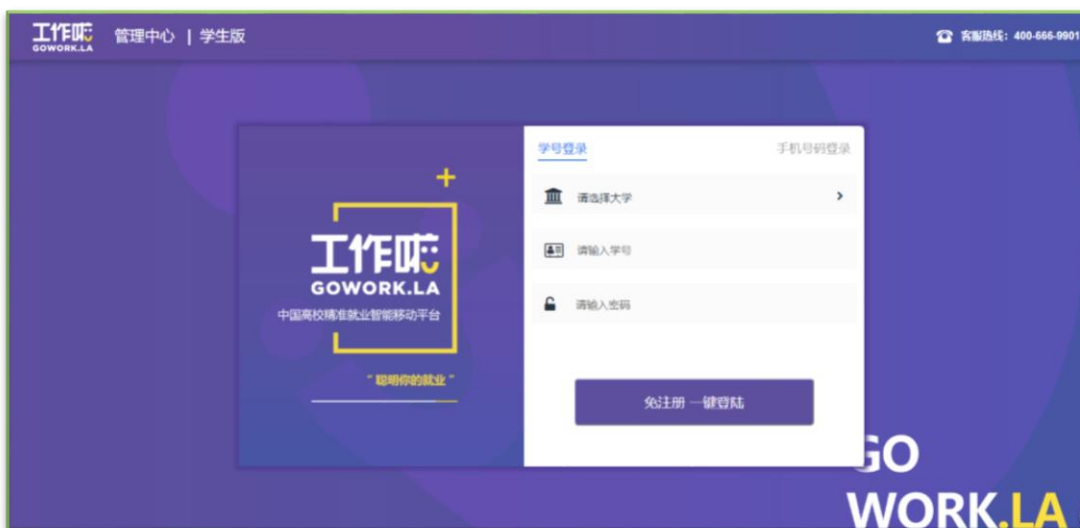 工作啦 管理中心 | 学生版 客服热线：400-666-9901
GOWORK.LA
学号登录 手机号码登录
请选择大学
请输入学号
请输入密码
免注册 一键登陆
工作啦
GOWORK.LA
中国高校精准就业智能移动平台
“聪明你的就业”
GO
WORK.LA